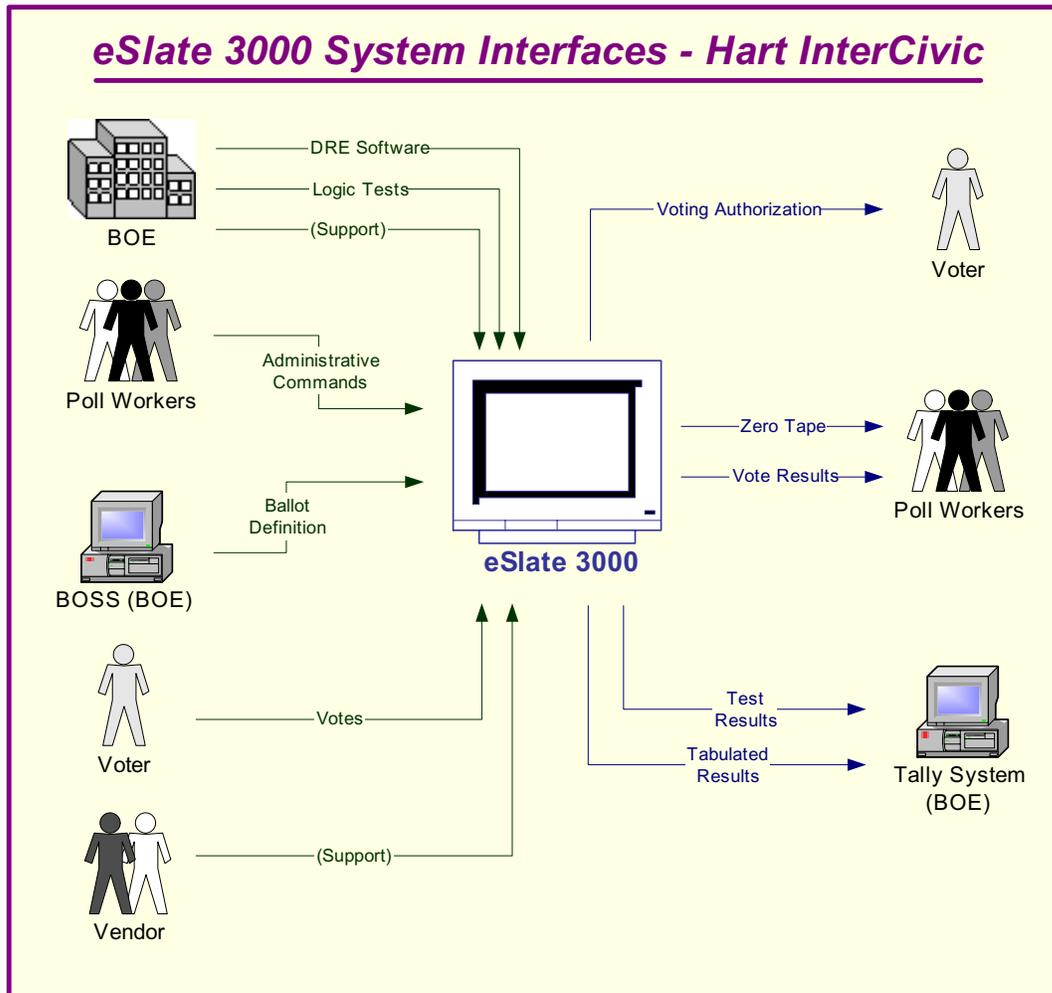 eSlate 3000 System Interfaces - Hart InterCivic
BOE
DRE Software
Logic Tests
(Support)
Poll Workers
Administrative
Commands
BOSS (BOE)
Ballot
Definition
Voter
Votes
Vendor
(Support)
eSlate 3000
Voting Authorization
Voter
Zero Tape
Vote Results
Poll Workers
Test
Results
Tabulated
Results
Tally System
(BOE)